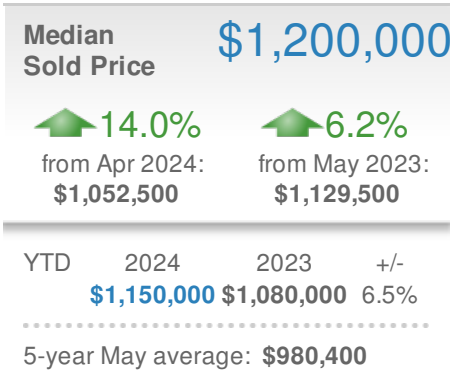 Median $1,200,000
Sold Price
14.0% 6.2%
from Apr 2024: from May 2023:
$1,052,500 $1,129,500
YTD 2024 2023 +/-
$1,150,000 $1,080,000 6.5%
5-year May average: $980,400